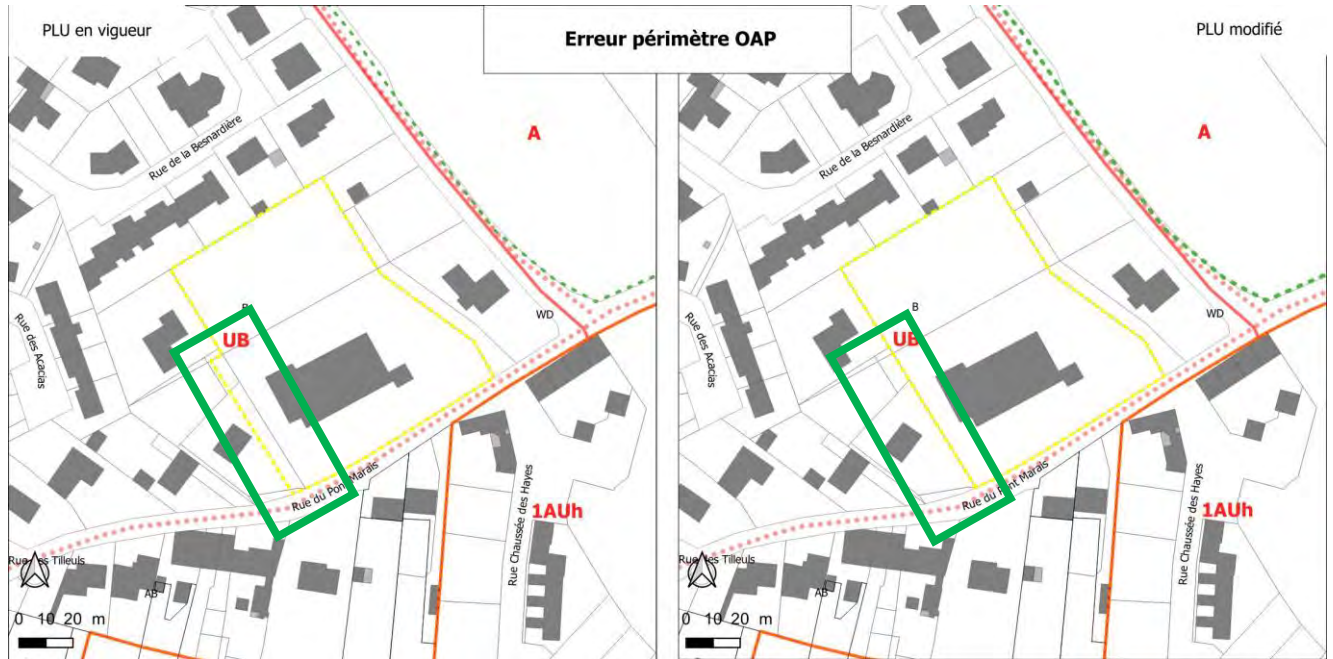 PLU en vigueur
Erreur périmètre OAP
PLU modifié
A
Rue de la Besnardière
WD
UB
Rue des Acacias
Rue du Pont Marais
1AUh
Rue Chaussée des Hayes
Rue des Tilleuls
AB
0 10 20 m
A
Rue de la Besnardière
B
WD
UB
Rue des Acacias
Rue du Pont Marais
1AUh
Rue Chaussée des Hayes
Rue des Tilleuls
AB
0 10 20 m